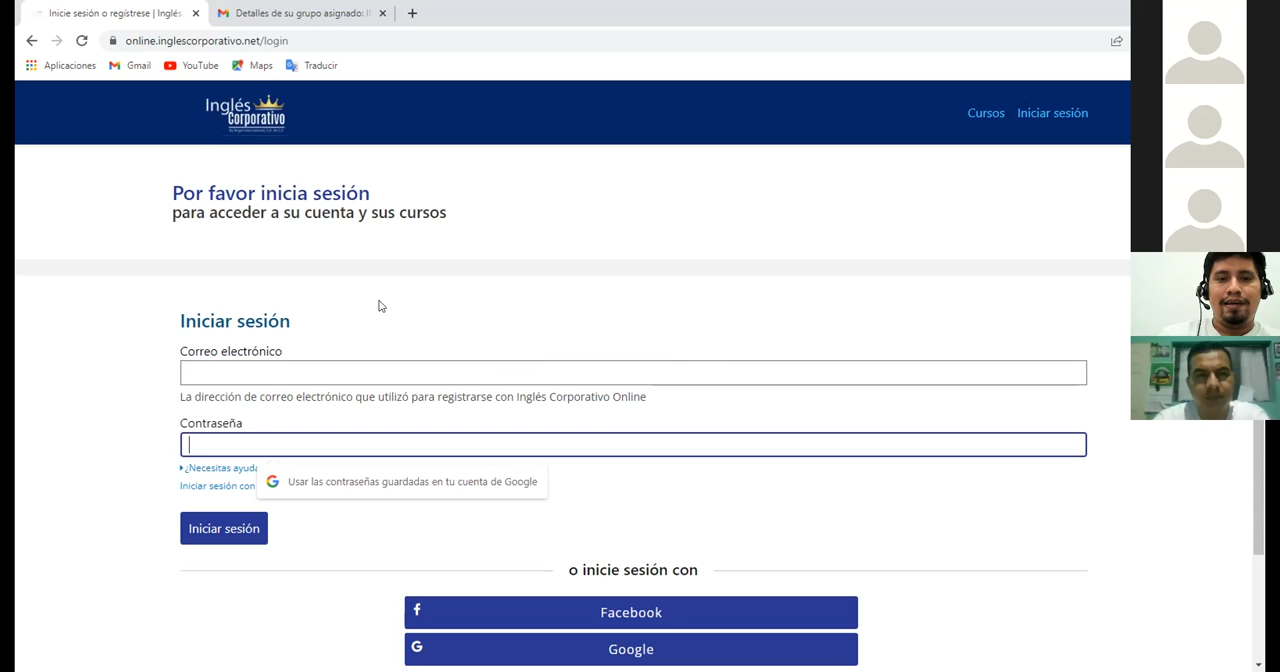 Inicie sesión o regístrese | Inglés
Detalles de su grupo asignado: I
online.inglescorporativo.net/login
Aplicaciones Gmail YouTube Maps Traducir
Inglés
Corporativo
Cursos Iniciar sesión
Por favor inicia sesión
para acceder a su cuenta y sus cursos
Iniciar sesión
Correo electrónico
La dirección de correo electrónico que utilizó para registrarse con Inglés Corporativo Online
Contraseña
¿Necesitas ayuda
Usar las contraseñas guardadas en tu cuenta de Google
Iniciar sesión con
Iniciar sesión
o inicie sesión con
Facebook
Google